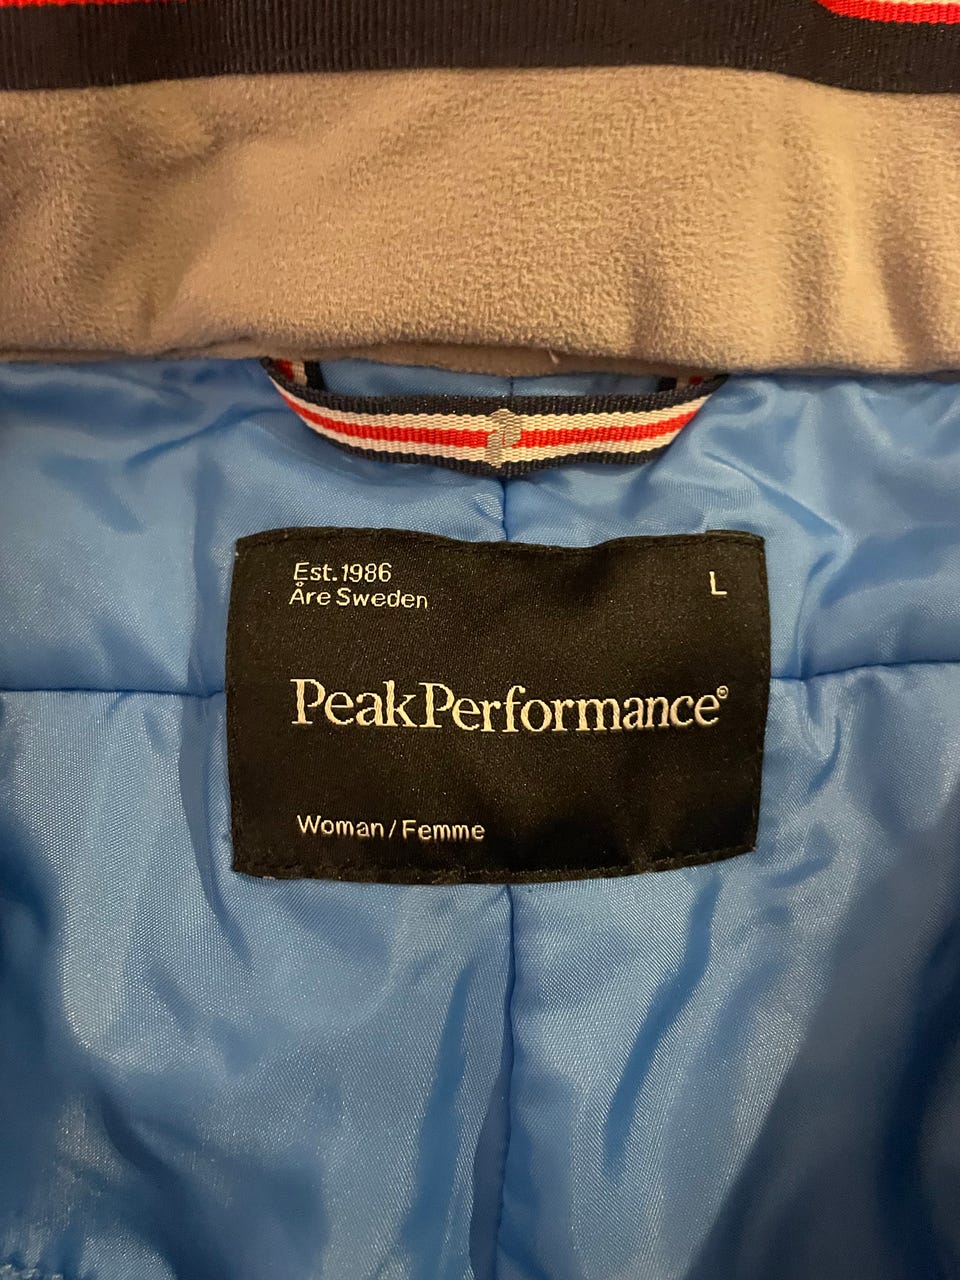 Est.1986
L
Åre Sweden
PeakPerformance®
Woman/Femme